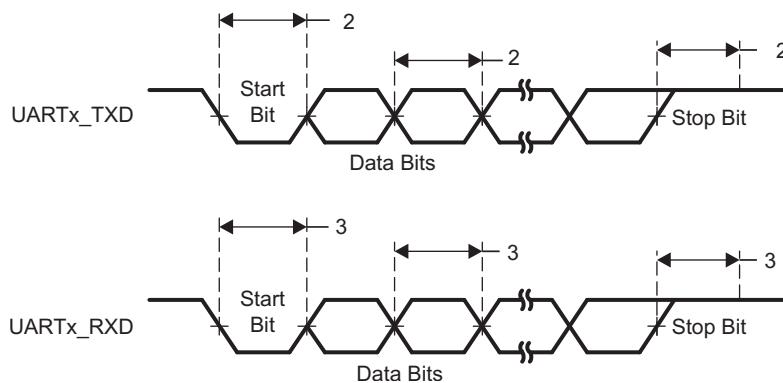 2
2
2
Start
Bit
UARTx_TXD
Stop Bit
Data Bits
3
3
3
Start
Bit
UARTx_RXD
Stop Bit
Data Bits